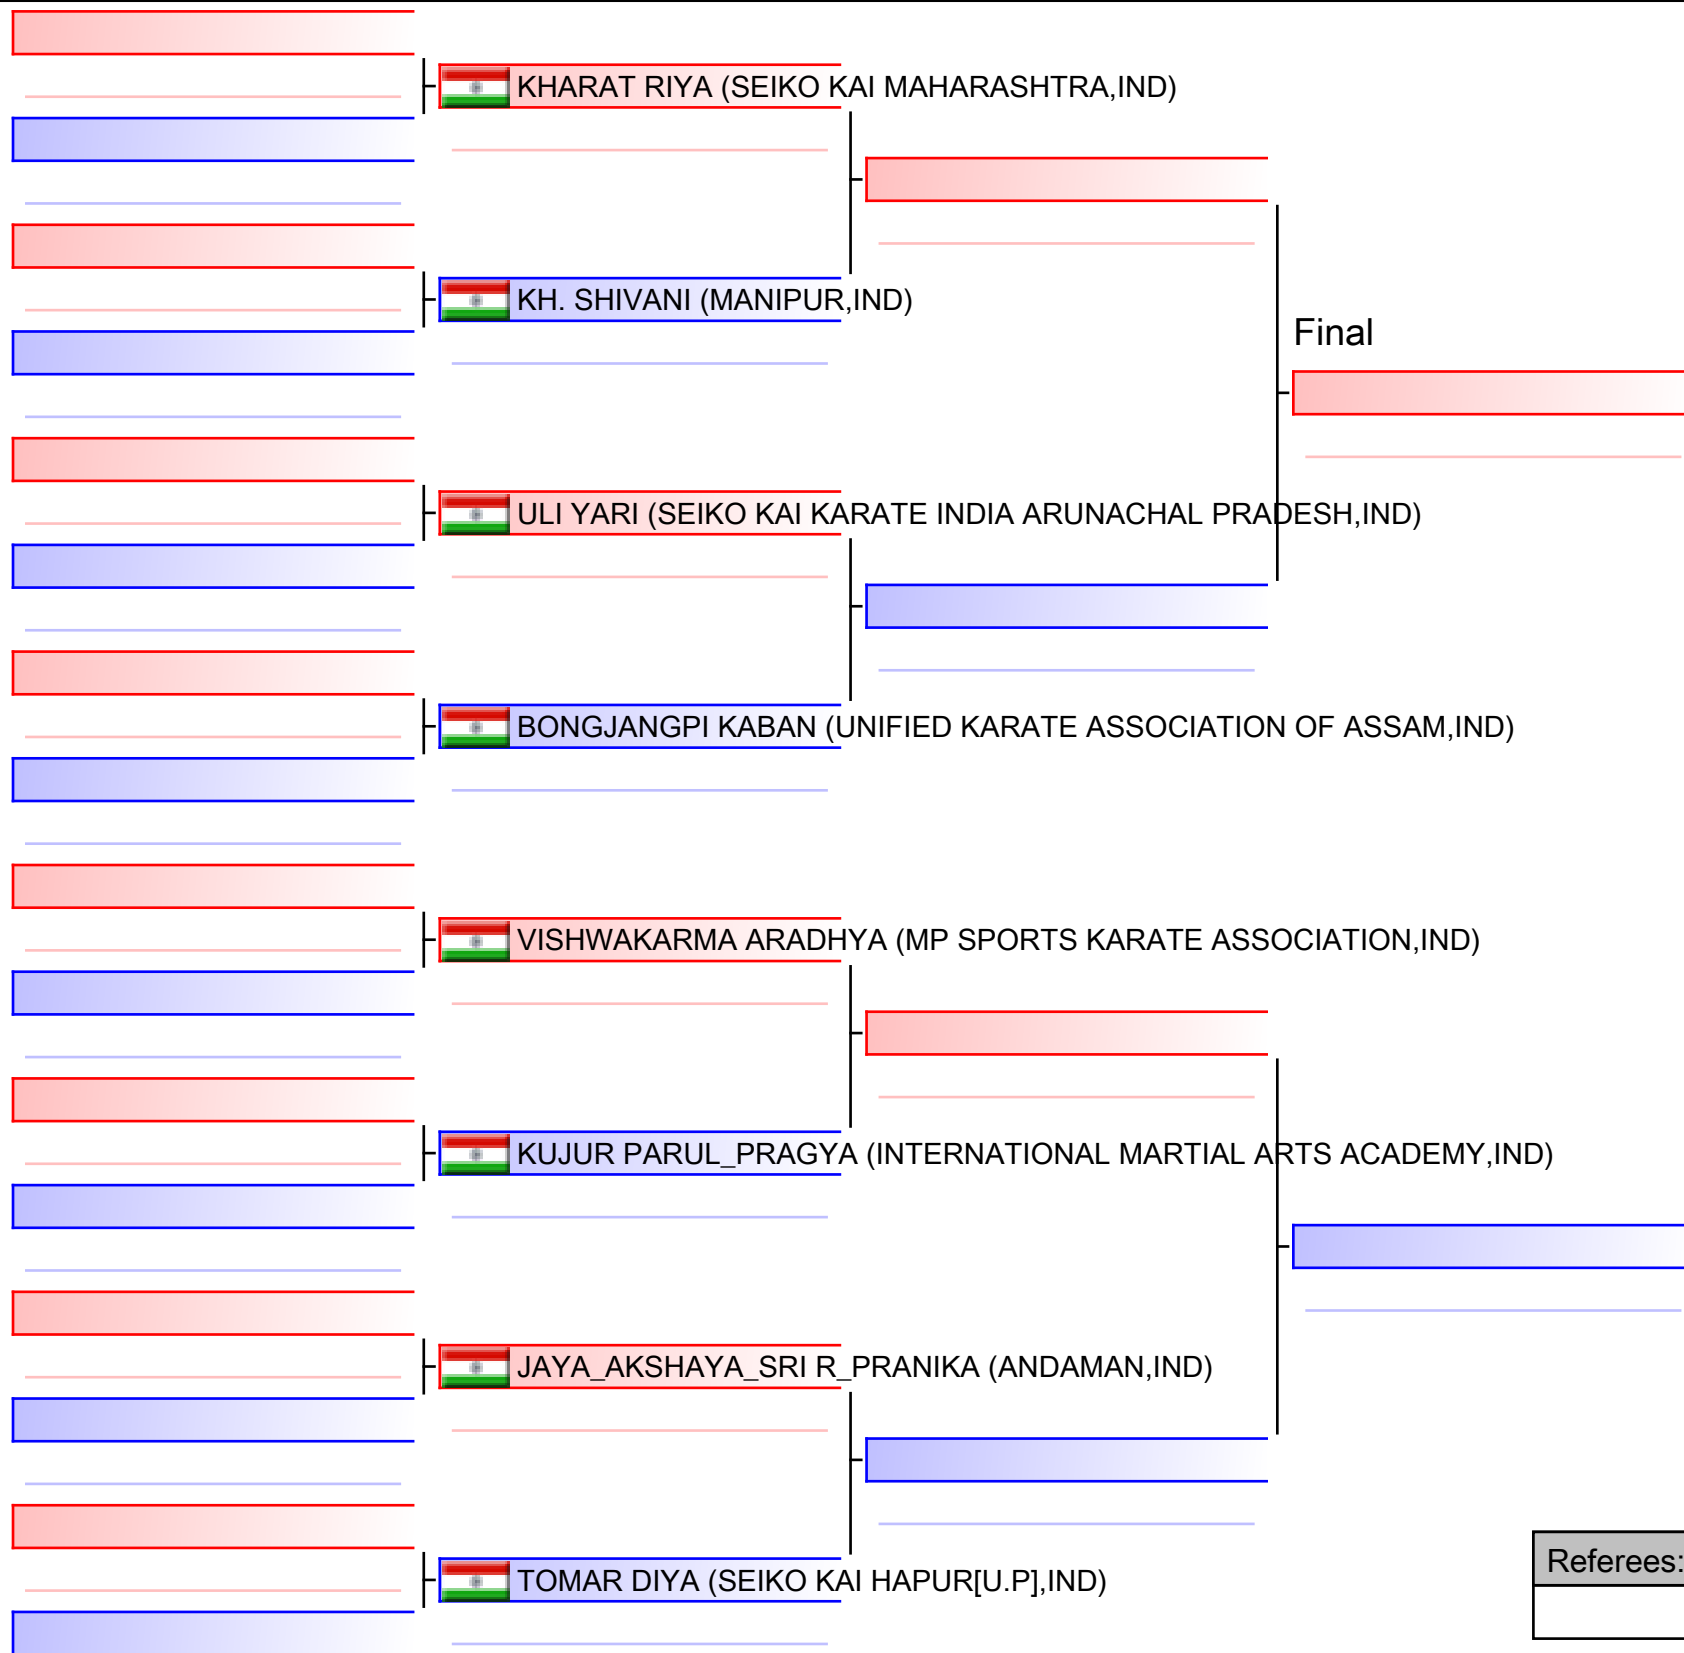 KHARAT RIYA (SEIKO KAI MAHARASHTRA,IND)
KH. SHIVANI (MANIPUR,IND)
Final
ULI YARI (SEIKO KAI KARATE INDIA ARUNACHAL PRADESH,IND)
BONGJANGPI KABAN (UNIFIED KARATE ASSOCIATION OF ASSAM,IND)
VISHWAKARMA ARADHYA (MP SPORTS KARATE ASSOCIATION,IND)
KUJUR PARUL_PRAGYA (INTERNATIONAL MARTIAL ARTS ACADEMY,IND)
JAYA_AKSHAYA_SRI R_PRANIKA (ANDAMAN,IND)
Referees:
TOMAR DIYA (SEIKO KAI HAPUR[U.P],IND)